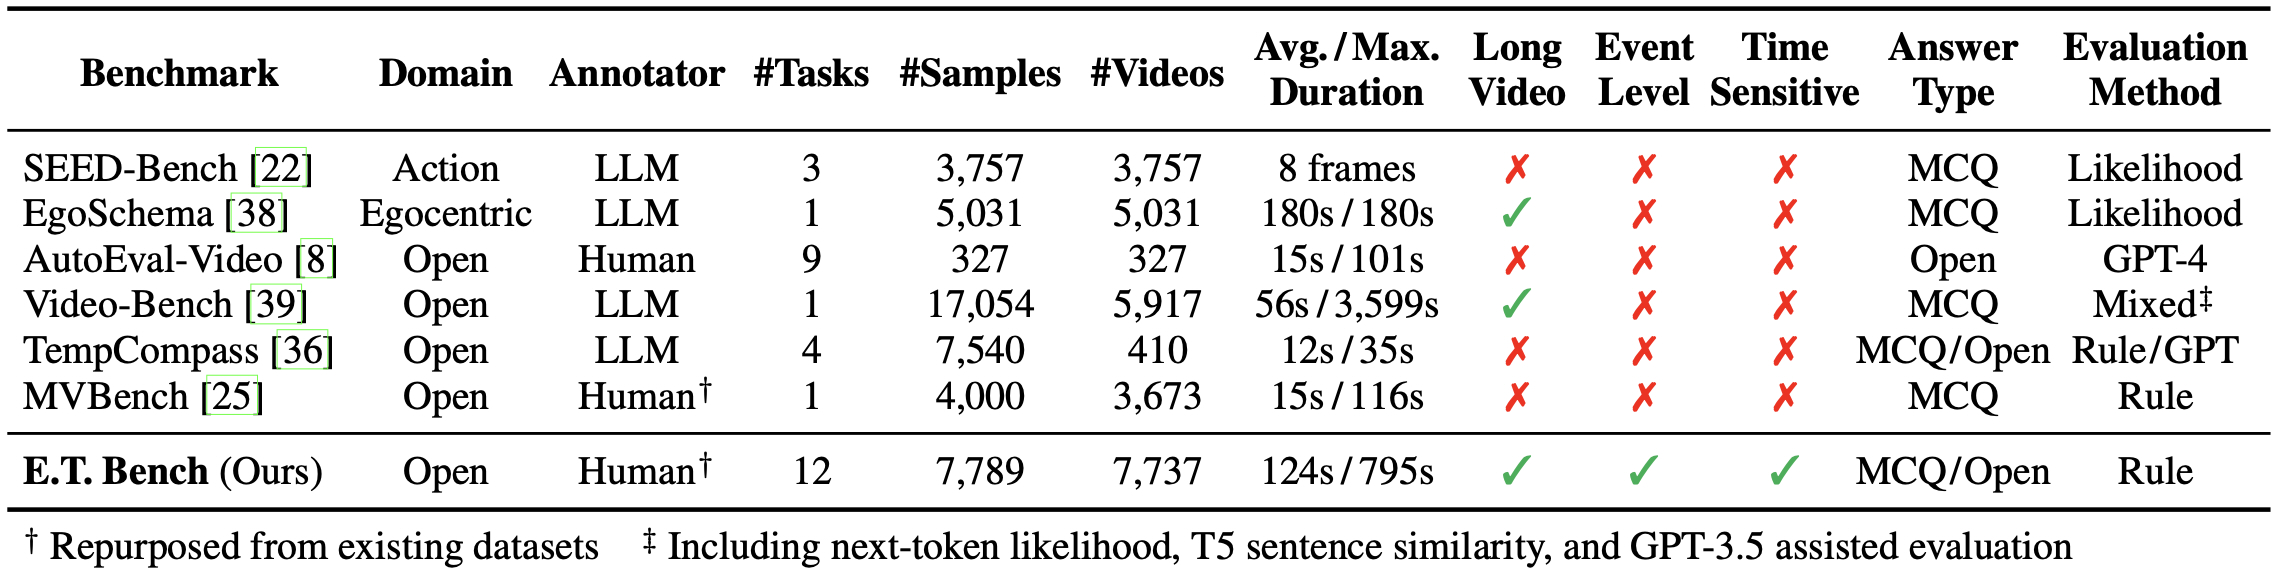 Benchmark Domain Annotator #Tasks #Samples #Videos Avg. / Max. Duration Long Video Event Level Time Sensitive Answer Type Evaluation Method
SEED-Bench [22] Action LLM 3 3,757 3,757 8 frames ✗ ✗ ✗ MCQ Likelihood
EgoSchema [38] Egocentric LLM 1 5,031 5,031 180s / 180s ✓ ✗ ✗ MCQ Likelihood
AutoEval-Video [8] Open Human 9 327 327 15s / 101s ✗ ✗ ✗ Open GPT-4
Video-Bench [39] Open LLM 1 17,054 5,917 56s / 3,599s ✓ ✗ ✗ MCQ Mixed‡
TempCompass [36] Open LLM 4 7,540 410 12s / 35s ✗ ✗ ✗ MCQ/Open Rule/GPT
MVBench [25] Open Human† 1 4,000 3,673 15s / 116s ✗ ✗ ✗ MCQ Rule
E.T. Bench (Ours) Open Human† 12 7,789 7,737 124s / 795s ✓ ✓ ✓ MCQ/Open Rule
† Repurposed from existing datasets ‡ Including next-token likelihood, T5 sentence similarity, and GPT-3.5 assisted evaluation